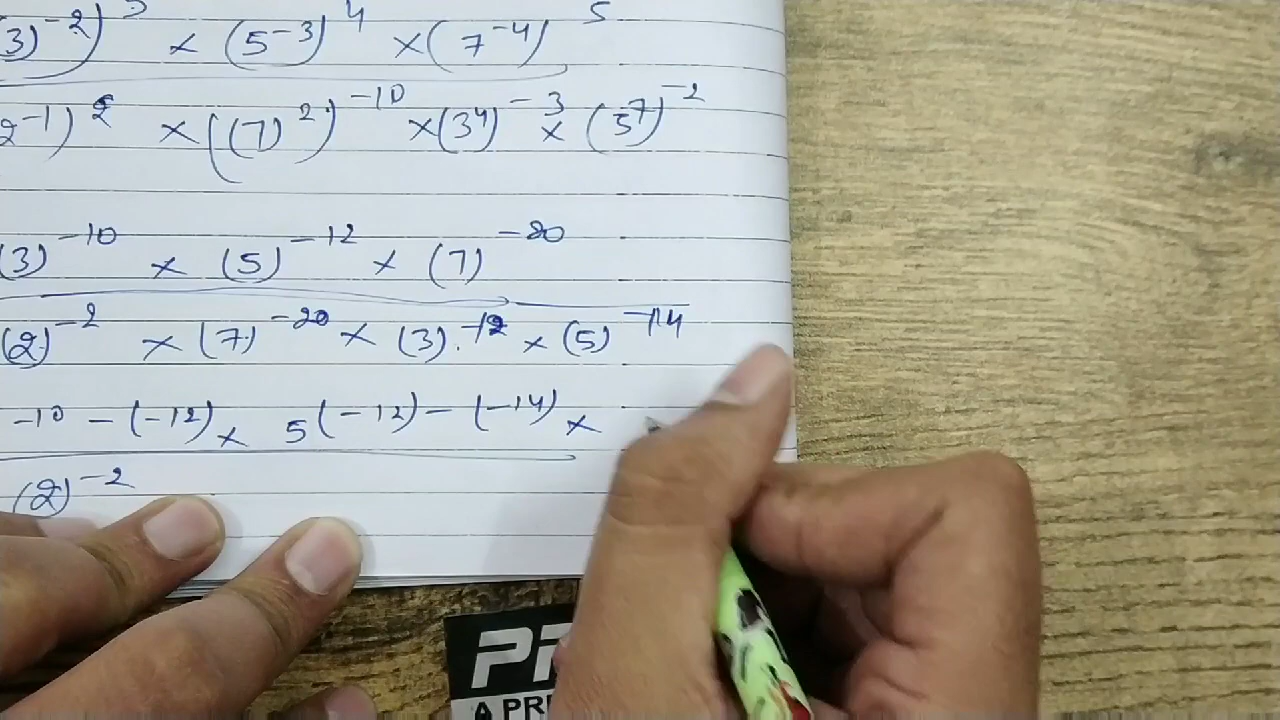 3)^-2)^5 × (5^-3)^4 × (7^-4)^5
2^-1)^2 × ((7)^2)^-10 × (3^4)^-3 × (5^7)^-2
(3)^-10 × (5)^-12 × (7)^-20
(2)^-2 × (7)^-20 × (3)^-12 × (5)^-14
-10 - (-12) × 5^(-12) - (-14) ×
(2)^-2
A PR